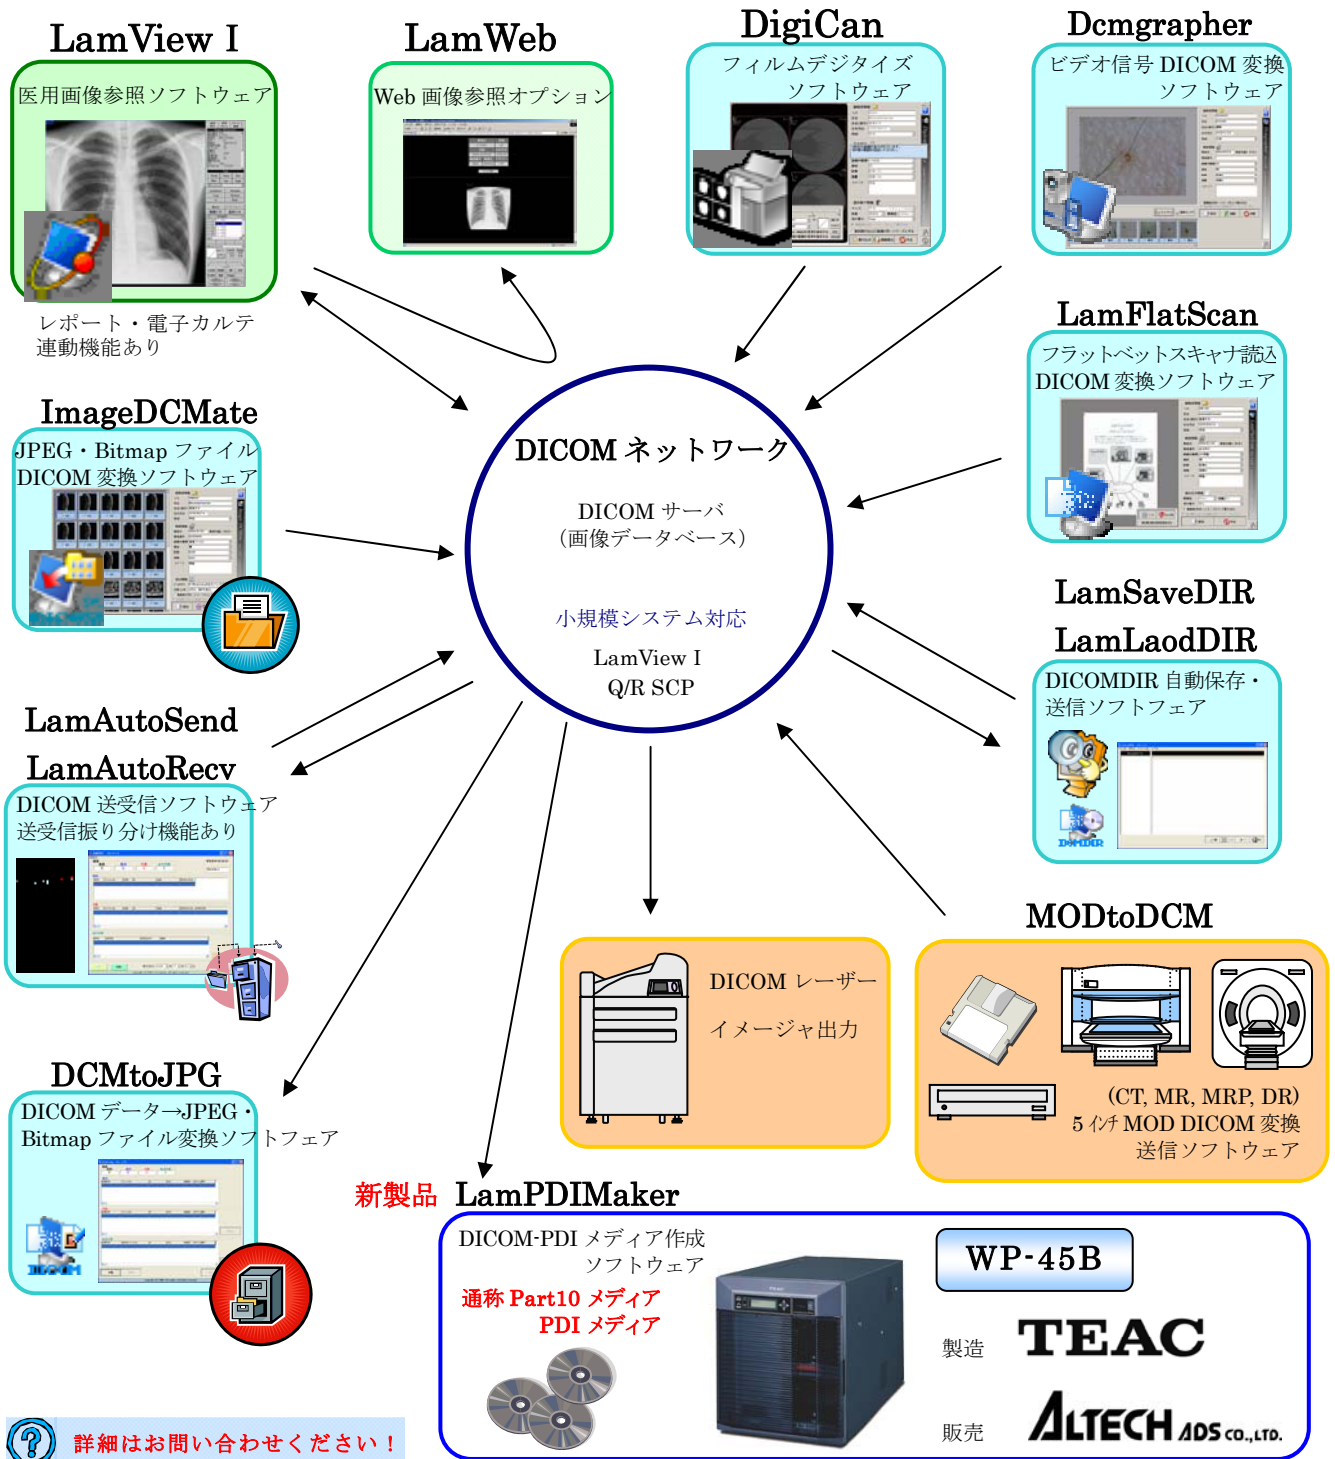 LamView I
医用画像参照ソフトウェア
レポート・電子カルテ
連動機能あり
LamWeb
Web 画像参照オプション
DigiCan
フィルムデジタイズ
ソフトウェア
Dcmgrapher
ビデオ信号 DICOM 変換
ソフトウェア
LamFlatScan
フラットベットスキャナ読込
DICOM 変換ソフトウェア
ImageDCMate
JPEG・Bitmap ファイル
DICOM 変換ソフトウェア
DICOM ネットワーク
DICOM サーバ
（画像データベース）
小規模システム対応
LamView I
Q/R SCP
LamSaveDIR
LamLaodDIR
DICOMDIR 自動保存・
送信ソフトフェア
LamAutoSend
LamAutoRecv
DICOM 送受信ソフトウェア
送受信振り分け機能あり
MODtoDCM
(CT, MR, MRP, DR)
5 インチ MOD DICOM 変換
送信ソフトウェア
DICOM レーザー
イメージャ出力
DCMtoJPG
DICOM データ→JPEG・
Bitmap ファイル変換ソフトフェア
新製品 LamPDIMaker
DICOM-PDI メディア作成
ソフトウェア
通称 Part10 メディア
PDI メディア
WP-45B
製造 TEAC
販売 ALTECH ADS CO.,LTD.
詳細はお問い合わせください！